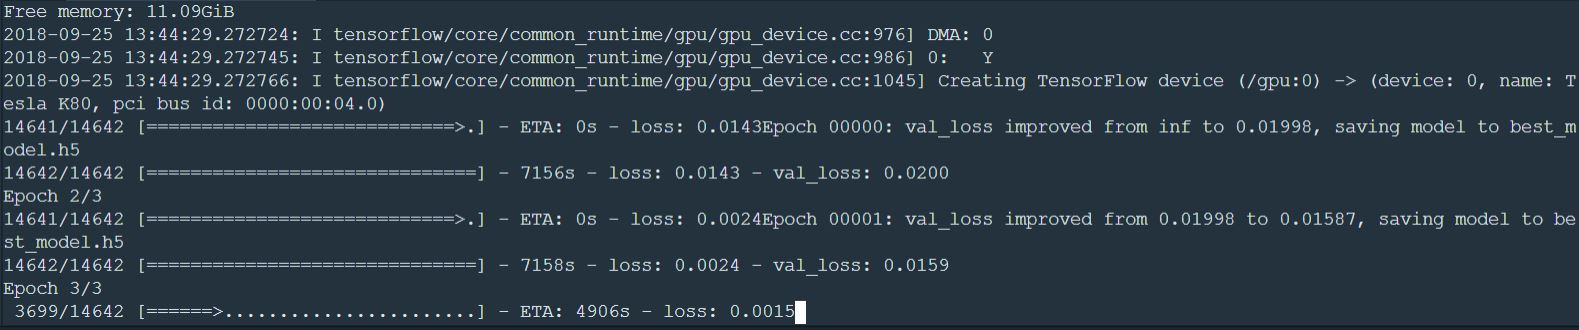 Free memory: 11.09GiB
2018-09-25 13:44:29.272724: I tensorflow/core/common_runtime/gpu/gpu_device.cc:976] DMA: 0
2018-09-25 13:44:29.272745: I tensorflow/core/common_runtime/gpu/gpu_device.cc:986] 0:   Y
2018-09-25 13:44:29.272766: I tensorflow/core/common_runtime/gpu/gpu_device.cc:1045] Creating TensorFlow device (/gpu:0) -> (device: 0, name: T
esla K80, pci bus id: 0000:00:04.0)
14641/14642 [============================>.] - ETA: 0s - loss: 0.0143Epoch 00000: val_loss improved from inf to 0.01998, saving model to best_m
odel.h5
14642/14642 [==============================] - 7156s - loss: 0.0143 - val_loss: 0.0200
Epoch 2/3
14641/14642 [============================>.] - ETA: 0s - loss: 0.0024Epoch 00001: val_loss improved from 0.01998 to 0.01587, saving model to be
st_model.h5
14642/14642 [==============================] - 7158s - loss: 0.0024 - val_loss: 0.0159
Epoch 3/3
 3699/14642 [======>.......................] - ETA: 4906s - loss: 0.0015